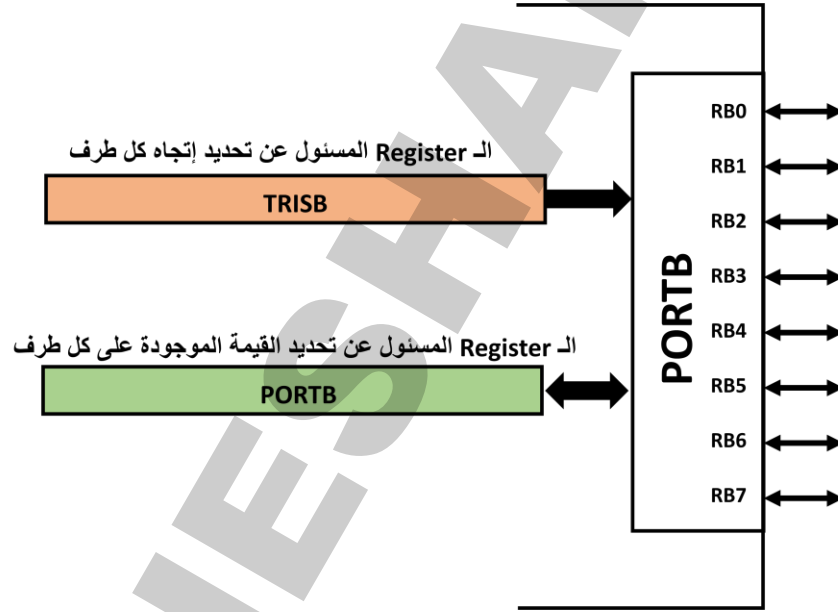 الـ Register المسئول عن تحديد إتجاه كل طرف
TRISB
الـ Register المسئول عن تحديد القيمة الموجودة على كل طرف
PORTB
PORTB
RB0
RB1
RB2
RB3
RB4
RB5
RB6
RB7